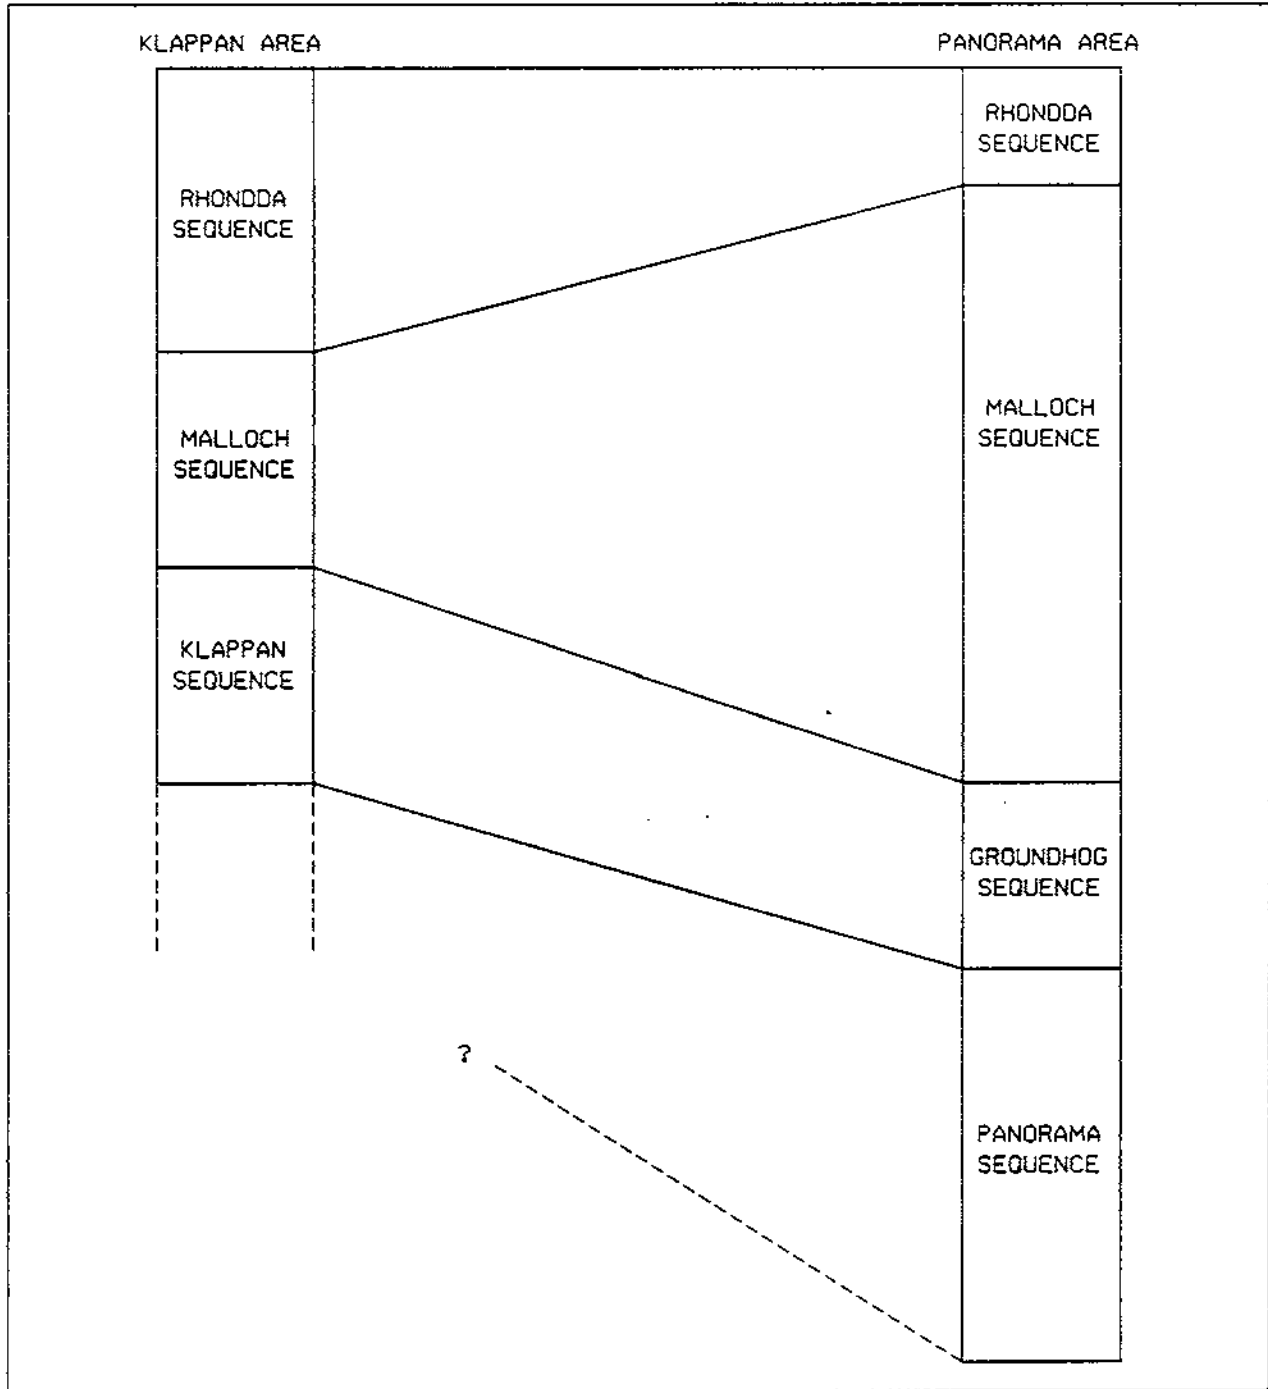 KLAPPAN AREA
PANORAMA AREA
RHONDDA
SEQUENCE
MALLOCH
SEQUENCE
KLAPPAN
SEQUENCE
?
RHONDDA
SEQUENCE
MALLOCH
SEQUENCE
GROUNDHOG
SEQUENCE
PANORAMA
SEQUENCE